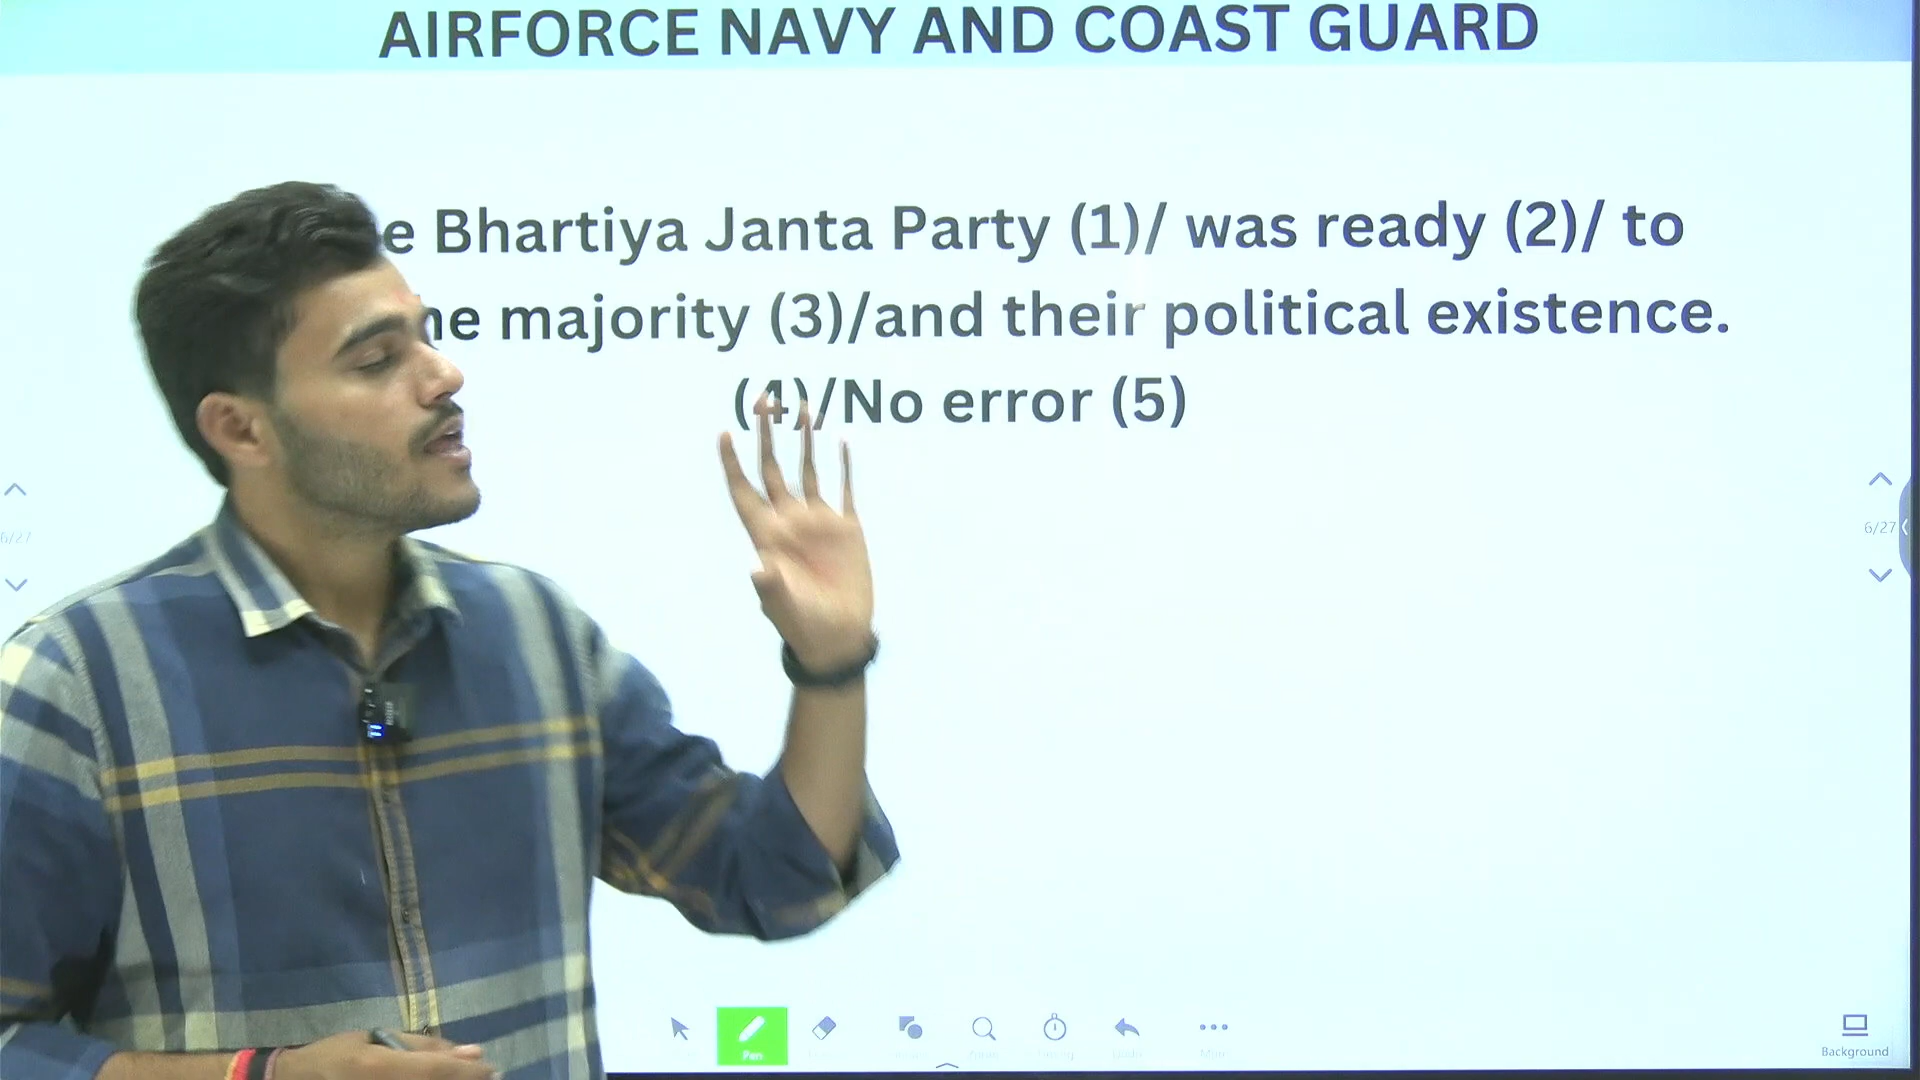 AIRFORCE NAVY AND COAST GUARD
Bhartiya Janta Party (1)/ was ready (2)/ to
majority (3)/and their political existence.
(4)/No error (5)
6/27
6/27
Pen
Background